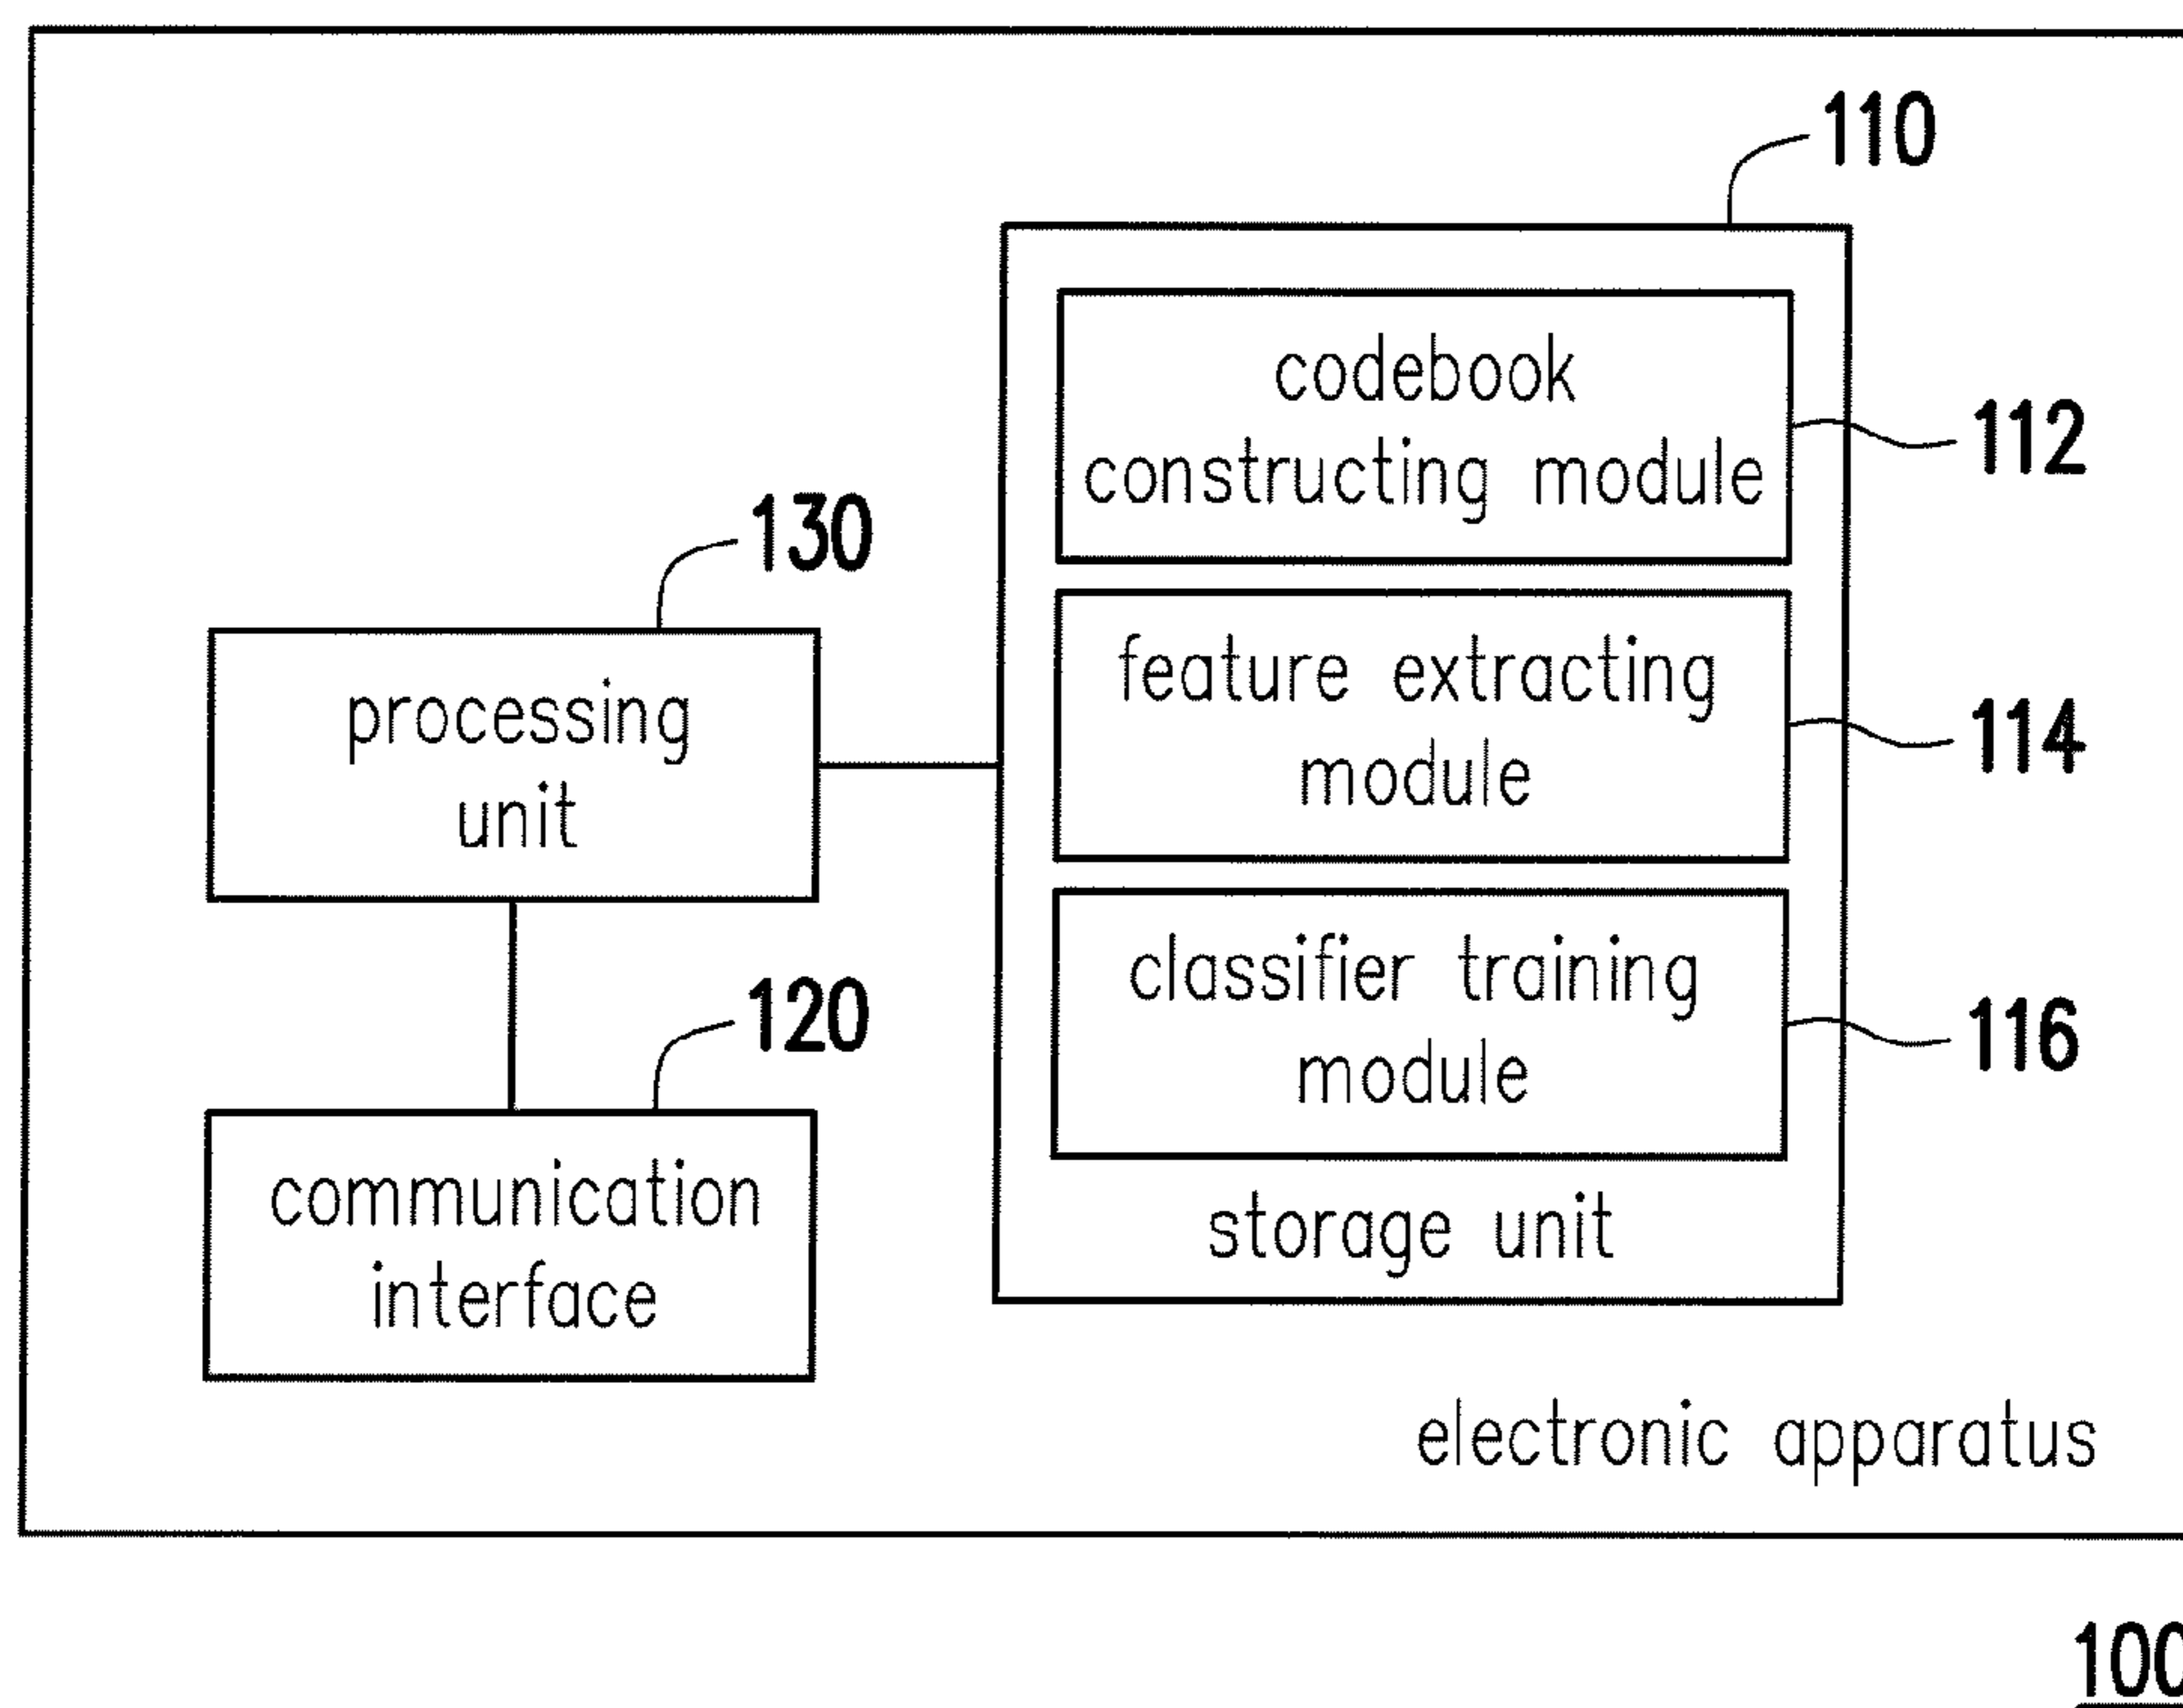 110
codebook
constructing module
112
130
feature extracting
module
114
processing
unit
classifier training
module
116
120
communication
interface
storage unit
electronic apparatus
100